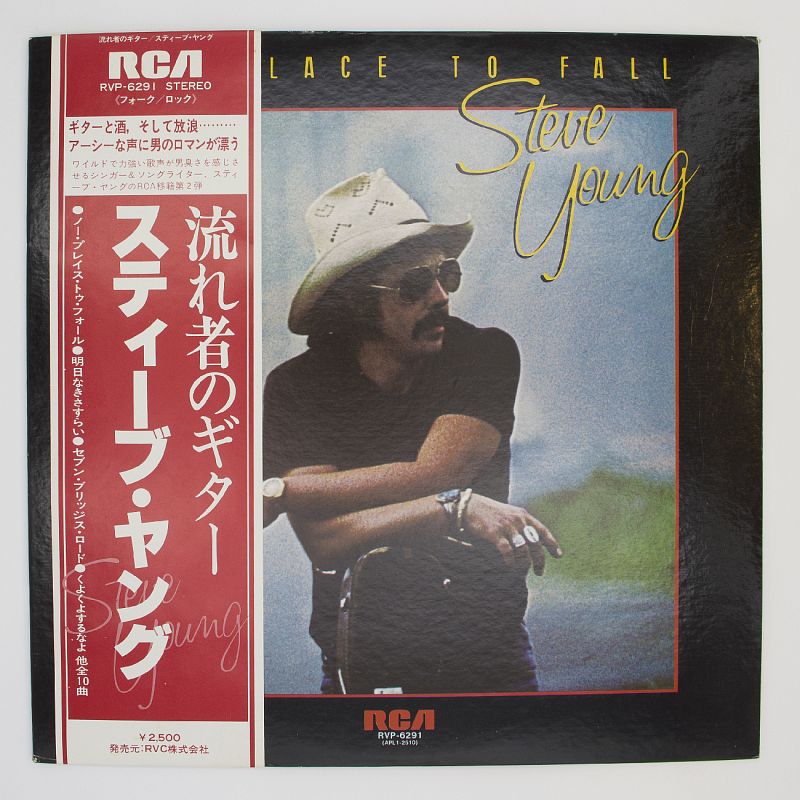 流れ者のギター/スティーブ・ヤング
RCA
RVP-6291 STEREO
《フォーク/ロック》
ギターと酒，そして放浪………
アーシーな声に男のロマンが漂う
ワイルドで力強い歌声が男臭さを感じさ
せるシンガー&ソングライター、スティ
ーブ・ヤングのRCA移籍第2弾
流れ者のギター
スティーブ・ヤング
●ノー・プレイス・トゥ・フォール●明日なきさすらい●セブン・ブリッジス・ロード●くよくよするなよ 他全10曲
Steve
Young
¥2,500
発売元:RVC株式会社
LACE TO FALL
Steve
Young
RCA
RVP-6291
(APL1-2510)